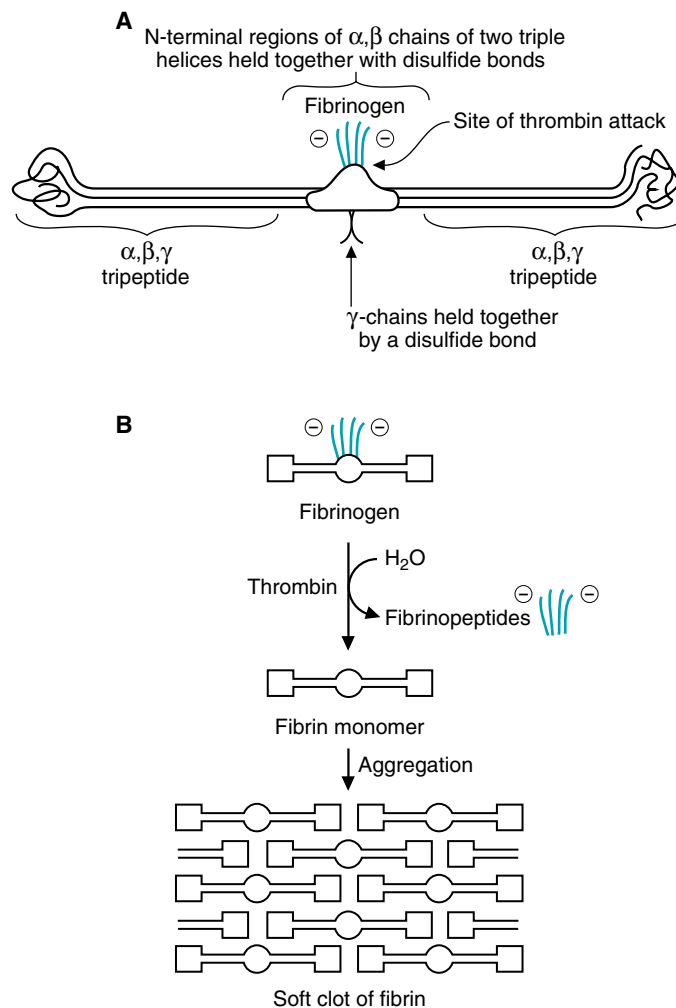 A
N-terminal regions of α,β chains of two triple
helices held together with disulfide bonds
Fibrinogen
Site of thrombin attack
α,β,γ
tripeptide
α,β,γ
tripeptide
γ-chains held together
by a disulfide bond
B
Fibrinogen
H₂O
Thrombin
Fibrinopeptides
Fibrin monomer
Aggregation
Soft clot of fibrin